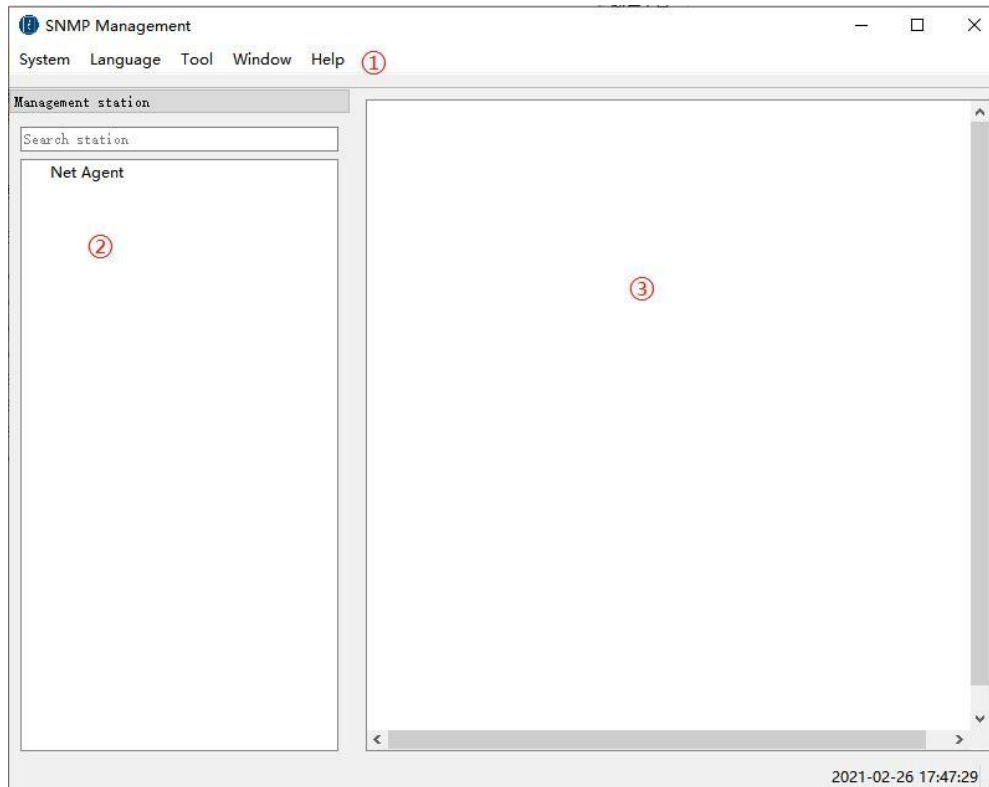 SNMP Management
System Language Tool Window Help ①
Management station
Search station
Net Agent
②
③
2021-02-26 17:47:29